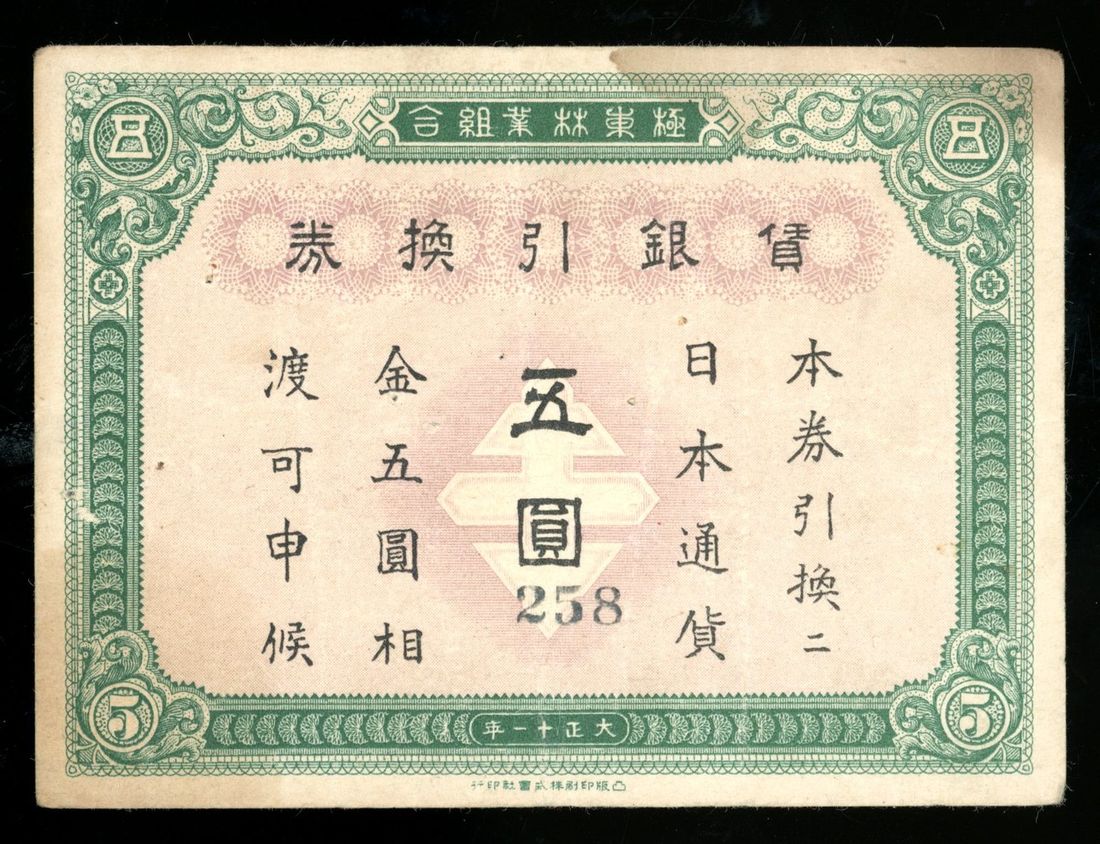 極東林業組合
五
五
賃銀引換券
本券引換ニ
日本通貨
五圓
金五圓相
渡可申候
258
5
5
大正十一年
凸版印刷株式會社印行